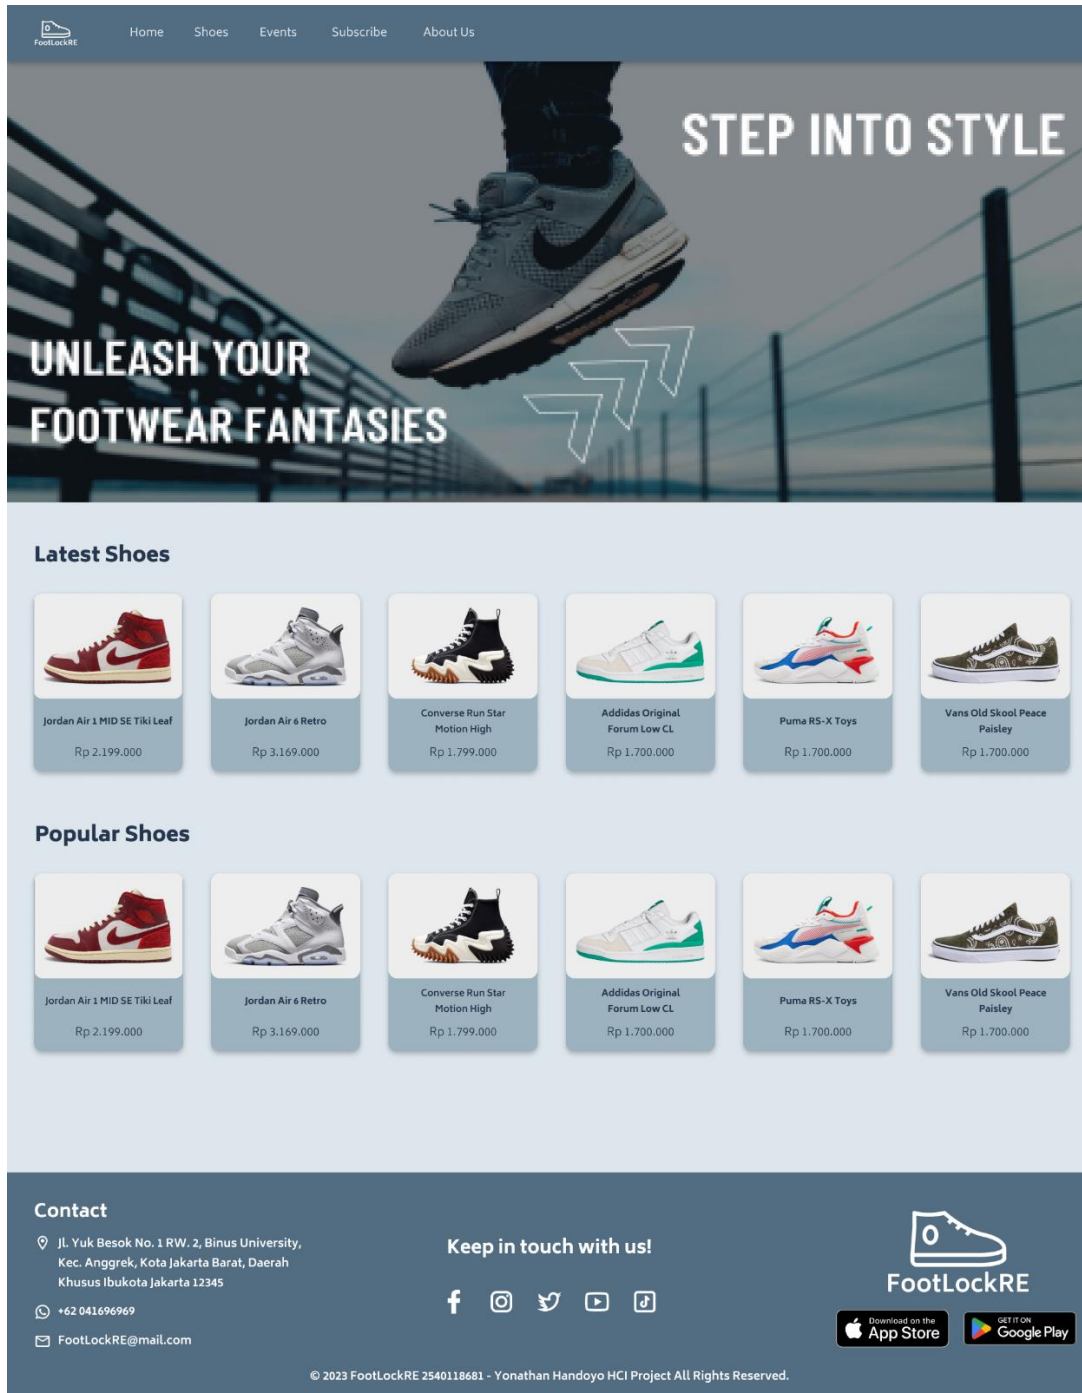 FootLockRE
Home
Shoes
Events
Subscribe
About Us
STEP INTO STYLE
UNLEASH YOUR
FOOTWEAR FANTASIES
Latest Shoes
Jordan Air 1 MID SE Tiki Leaf
Rp 2.199.000
Jordan Air 6 Retro
Rp 3.169.000
Converse Run Star
Motion High
Rp 1.799.000
Addidas Original
Forum Low CL
Rp 1.700.000
Puma RS-X Toys
Rp 1.700.000
Vans Old Skool Peace
Paisley
Rp 1.700.000
Popular Shoes
Jordan Air 1 MID SE Tiki Leaf
Rp 2.199.000
Jordan Air 6 Retro
Rp 3.169.000
Converse Run Star
Motion High
Rp 1.799.000
Addidas Original
Forum Low CL
Rp 1.700.000
Puma RS-X Toys
Rp 1.700.000
Vans Old Skool Peace
Paisley
Rp 1.700.000
Contact
Jl. Yuk Besok No. 1 RW. 2, Binus University,
Kec. Anggrek, Kota Jakarta Barat, Daerah
Khusus Ibukota Jakarta 12345
+62 041696969
FootLockRE@mail.com
Keep in touch with us!
FootLockRE
Download on the
App Store
GET IT ON
Google Play
© 2023 FootLockRE 2540118681 - Yonathan Handoyo HCI Project All Rights Reserved.